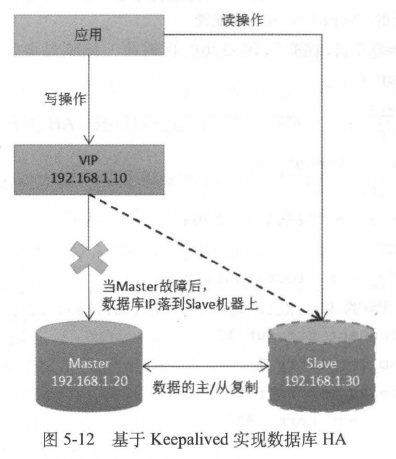 应用
读操作
写操作
VIP
192.168.1.10
当Master故障后，
数据库IP落到Slave机器上
Master
192.168.1.20
Slave
192.168.1.30
数据的主/从复制
图 5-12 基于 Keepalived 实现数据库 HA